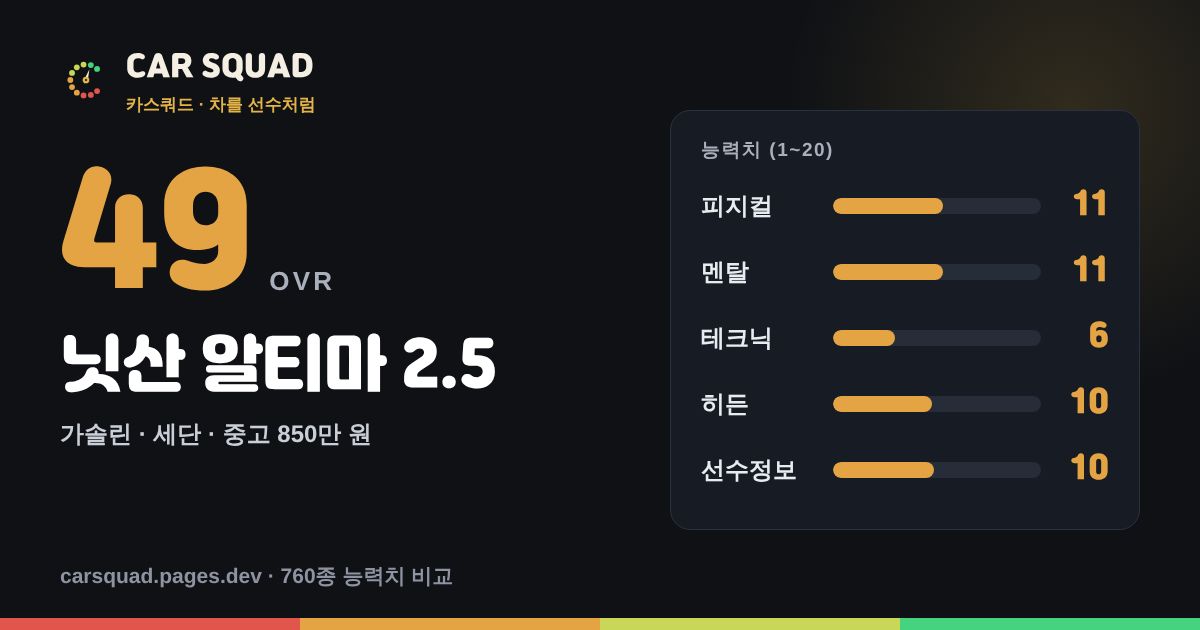 CAR SQUAD
카스쿼드 · 차를 선수처럼
49 OVR
닛산 알티마 2.5
가솔린 · 세단 · 중고 850만 원
능력치 (1~20)
피지컬 11
멘탈 11
테크닉 6
히든 10
선수정보 10
carsquad.pages.dev · 760종 능력치 비교